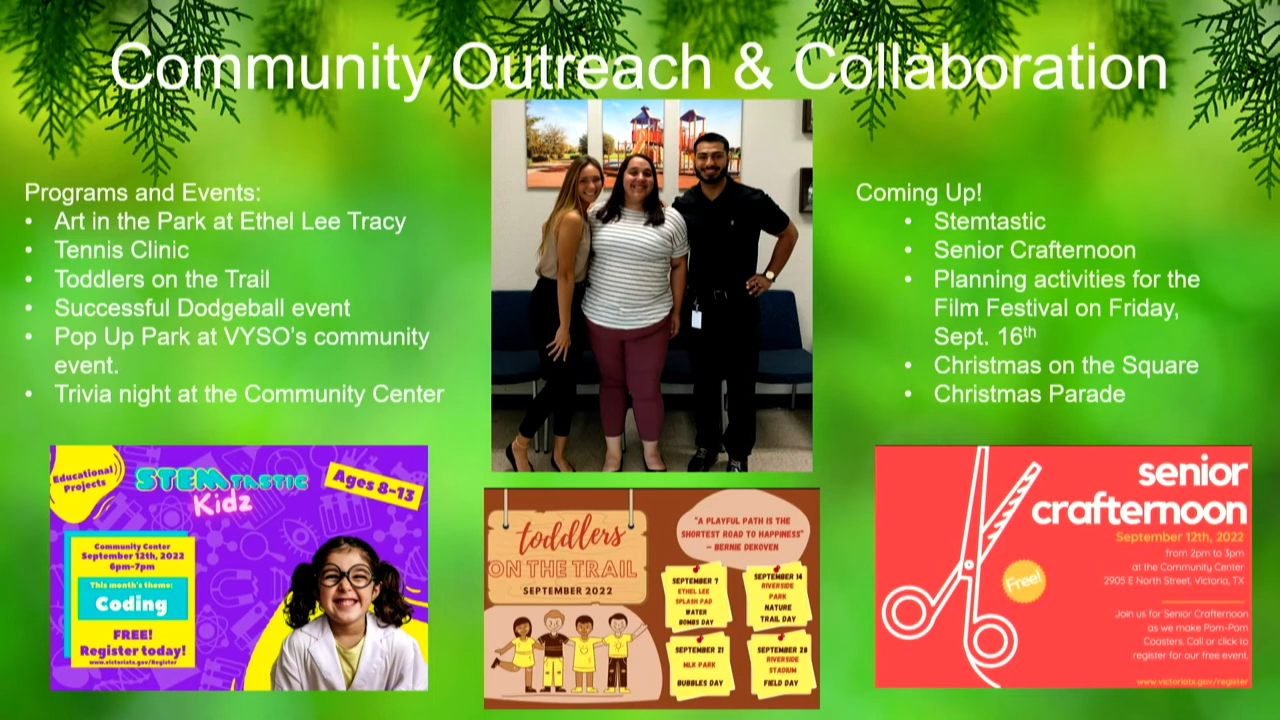 Community Outreach & Collaboration
Programs and Events:
• Art in the Park at Ethel Lee Tracy
• Tennis Clinic
• Toddlers on the Trail
• Successful Dodgeball event
• Pop Up Park at VYSO's community
event.
• Trivia night at the Community Center
Coming Up!
• Stemtastic
• Senior Crafternoon
• Planning activities for the
Film Festival on Friday,
Sept. 16th
• Christmas on the Square
• Christmas Parade
Educational
Projects
STEMTASTIC
Kidz
Ages 8-13
Community Center
September 12th, 2022
6pm-7pm
This month's theme:
Coding
FREE!
Register today!
www.victoriatx.gov/Register
toddlers
ON THE TRAIL
SEPTEMBER 2022
"A PLAYFUL PATH IS THE
SHORTEST ROAD TO HAPPINESS"
– BERNIE DEKOVEN
SEPTEMBER 7
ETHEL LEE
SPLASH PAD
WATER
BOMBS DAY
SEPTEMBER 14
RIVERSIDE
PARK
NATURE
TRAIL DAY
SEPTEMBER 21
MLK PARK
BUBBLES DAY
SEPTEMBER 28
RIVERSIDE
STADIUM
FIELD DAY
senior
crafternoon
September 12th, 2022
from 2pm to 3pm
at the Community Center
2905 E North Street, Victoria, TX
Free!
Join us for Senior Crafternoon
as we make Pom-Pom
Coasters. Call or click to
register for our free event.
www.victoriatx.gov/register